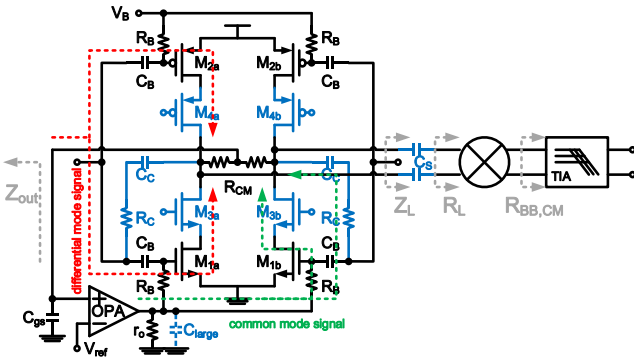 V_B
R_B
R_B
M_2a
M_2b
C_B
C_B
M_4a
M_4b
C_S
TIA
Z_out
differential mode signal
C_C
R_CM
C_C
Z_L
R_L
R_BB,CM
R_C
M_3a
M_3b
R_C
C_B
C_B
M_1a
M_1b
R_B
R_B
OPA
+
−
C_gs
V_ref
r_o
C_large
common mode signal